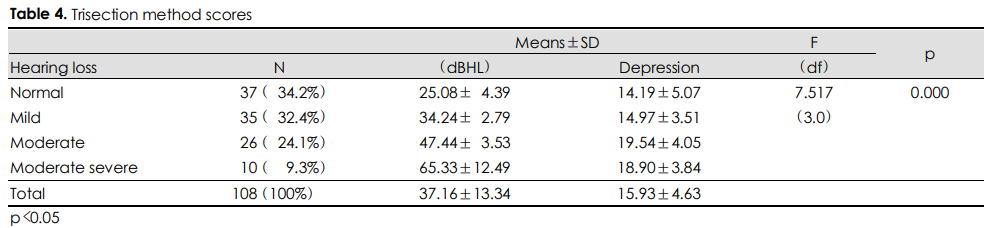 Table 4. Trisection method scores
Means±SD F p
Hearing loss N (dBHL) Depression (df)
Normal 37 ( 34.2%) 25.08± 4.39 14.19±5.07 7.517 0.000
Mild 35 ( 32.4%) 34.24± 2.79 14.97±3.51 (3.0)
Moderate 26 ( 24.1%) 47.44± 3.53 19.54±4.05
Moderate severe 10 ( 9.3%) 65.33±12.49 18.90±3.84
Total 108 (100%) 37.16±13.34 15.93±4.63
p<0.05